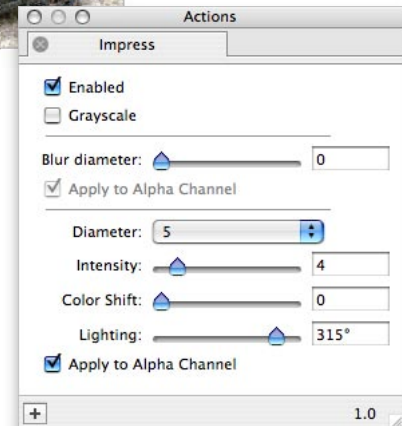 Actions
Impress
Enabled
Grayscale
Blur diameter: 0
Apply to Alpha Channel
Diameter: 5
Intensity: 4
Color Shift: 0
Lighting: 315°
Apply to Alpha Channel
+ 1.0